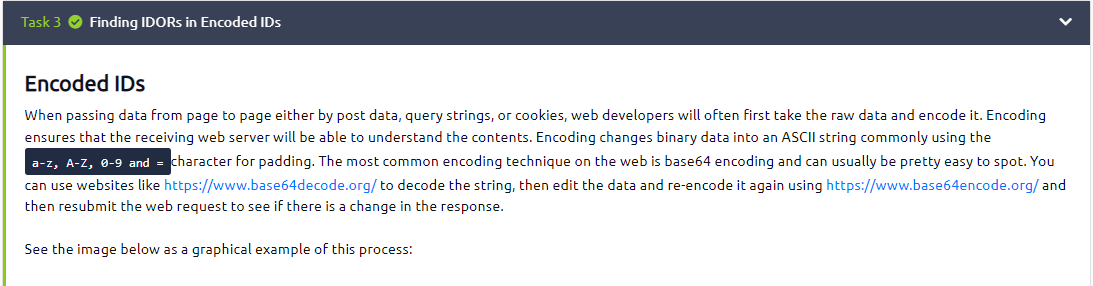 Task 3 Finding IDORs in Encoded IDs
Encoded IDs
When passing data from page to page either by post data, query strings, or cookies, web developers will often first take the raw data and encode it. Encoding
ensures that the receiving web server will be able to understand the contents. Encoding changes binary data into an ASCII string commonly using the
a-z, A-Z, 0-9 and = character for padding. The most common encoding technique on the web is base64 encoding and can usually be pretty easy to spot. You
can use websites like https://www.base64decode.org/ to decode the string, then edit the data and re-encode it again using https://www.base64encode.org/ and
then resubmit the web request to see if there is a change in the response.
See the image below as a graphical example of this process: